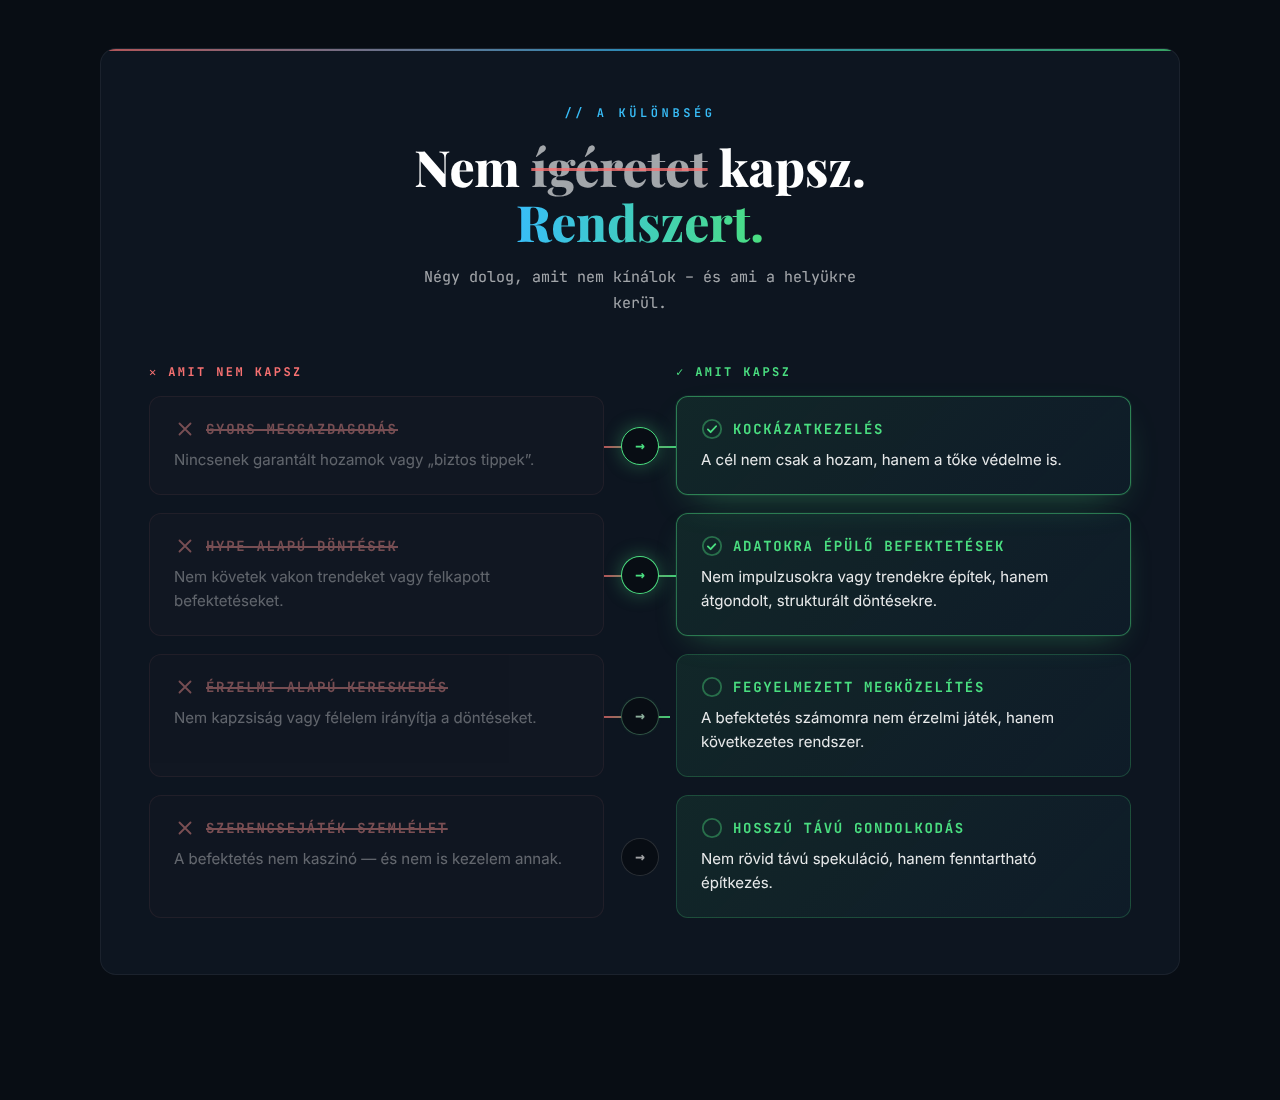 // A KÜLÖNBSÉG
Nem ígéretet kapsz.
Rendszert.
Négy dolog, amit nem kínálok – és ami a helyükre
kerül.
✕ AMIT NEM KAPSZ
✓ AMIT KAPSZ
GYORS MEGGAZDAGODÁS
Nincsenek garantált hozamok vagy „biztos tippek”.
→
KOCKÁZATKEZELÉS
A cél nem csak a hozam, hanem a tőke védelme is.
HYPE ALAPÚ DÖNTÉSEK
Nem követek vakon trendeket vagy felkapott
befektetéseket.
→
ADATOKRA ÉPÜLŐ BEFEKTETÉSEK
Nem impulzusokra vagy trendekre építek, hanem
átgondolt, strukturált döntésekre.
ÉRZELMI ALAPÚ KERESKEDÉS
Nem kapzsiság vagy félelem irányítja a döntéseket.
→
FEGYELMEZETT MEGKÖZELÍTÉS
A befektetés számomra nem érzelmi játék, hanem
következetes rendszer.
SZERENCSEJÁTÉK SZEMLÉLET
A befektetés nem kaszinó — és nem is kezelem annak.
→
HOSSZÚ TÁVÚ GONDOLKODÁS
Nem rövid távú spekuláció, hanem fenntartható
építkezés.